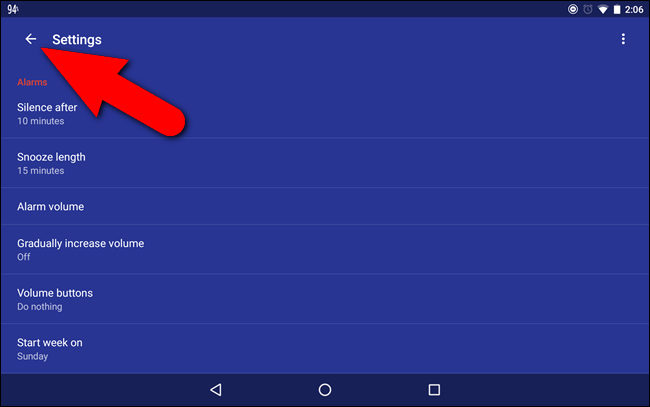 94% 2:06
Settings
Alarms
Silence after
10 minutes
Snooze length
15 minutes
Alarm volume
Gradually increase volume
Off
Volume buttons
Do nothing
Start week on
Sunday